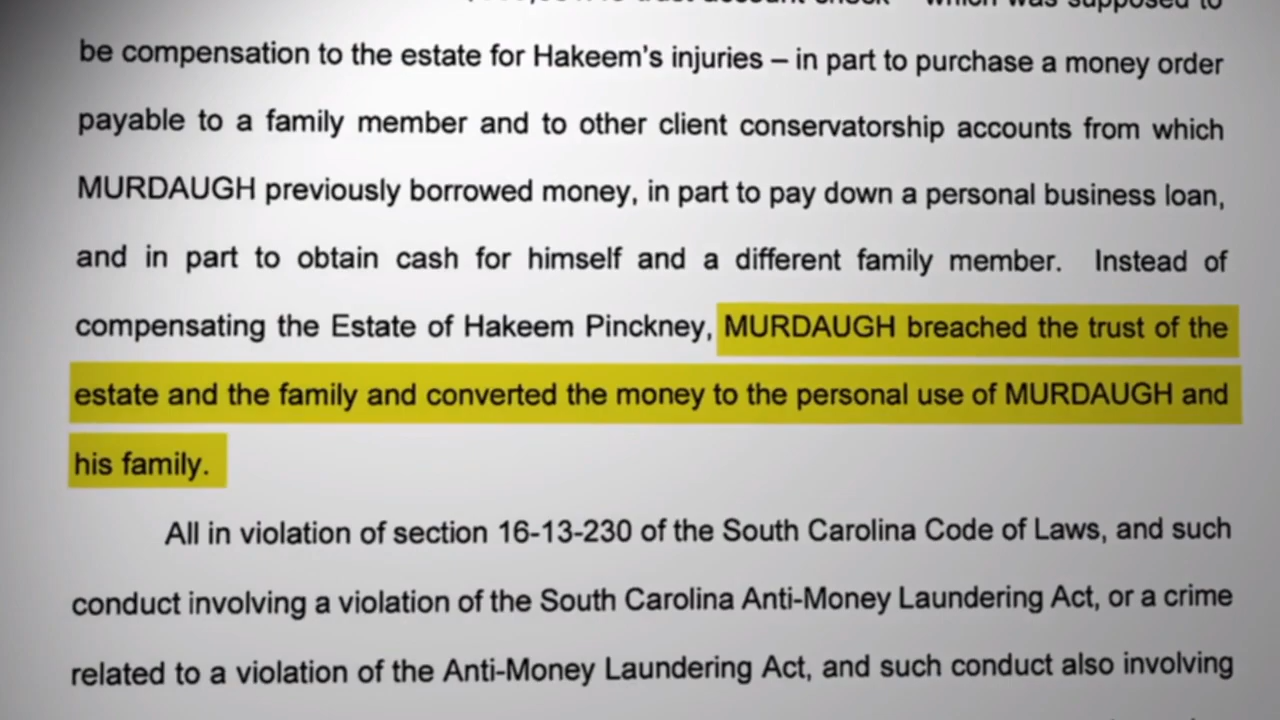 be compensation to the estate for Hakeem's injuries – in part to purchase a money order
payable to a family member and to other client conservatorship accounts from which
MURDAUGH previously borrowed money, in part to pay down a personal business loan,
and in part to obtain cash for himself and a different family member. Instead of
compensating the Estate of Hakeem Pinckney, MURDAUGH breached the trust of the
estate and the family and converted the money to the personal use of MURDAUGH and
his family.
All in violation of section 16-13-230 of the South Carolina Code of Laws, and such
conduct involving a violation of the South Carolina Anti-Money Laundering Act, or a crime
related to a violation of the Anti-Money Laundering Act, and such conduct also involving